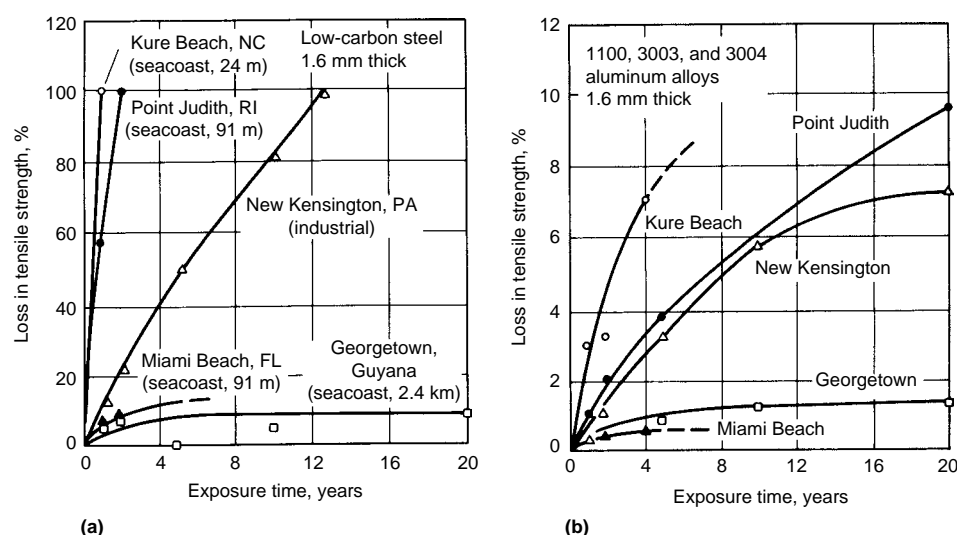 120
100
80
60
40
20
0
Loss in tensile strength, %
Kure Beach, NC
(seacoast, 24 m)
Low-carbon steel
1.6 mm thick
Point Judith, RI
(seacoast, 91 m)
New Kensington, PA
(industrial)
Miami Beach, FL
(seacoast, 91 m)
Georgetown,
Guyana
(seacoast, 2.4 km)
0 4 8 12 16 20
Exposure time, years
(a)
12
10
8
6
4
2
0
Loss in tensile strength, %
1100, 3003, and 3004
aluminum alloys
1.6 mm thick
Point Judith
Kure Beach
New Kensington
Georgetown
Miami Beach
0 4 8 12 16 20
Exposure time, years
(b)